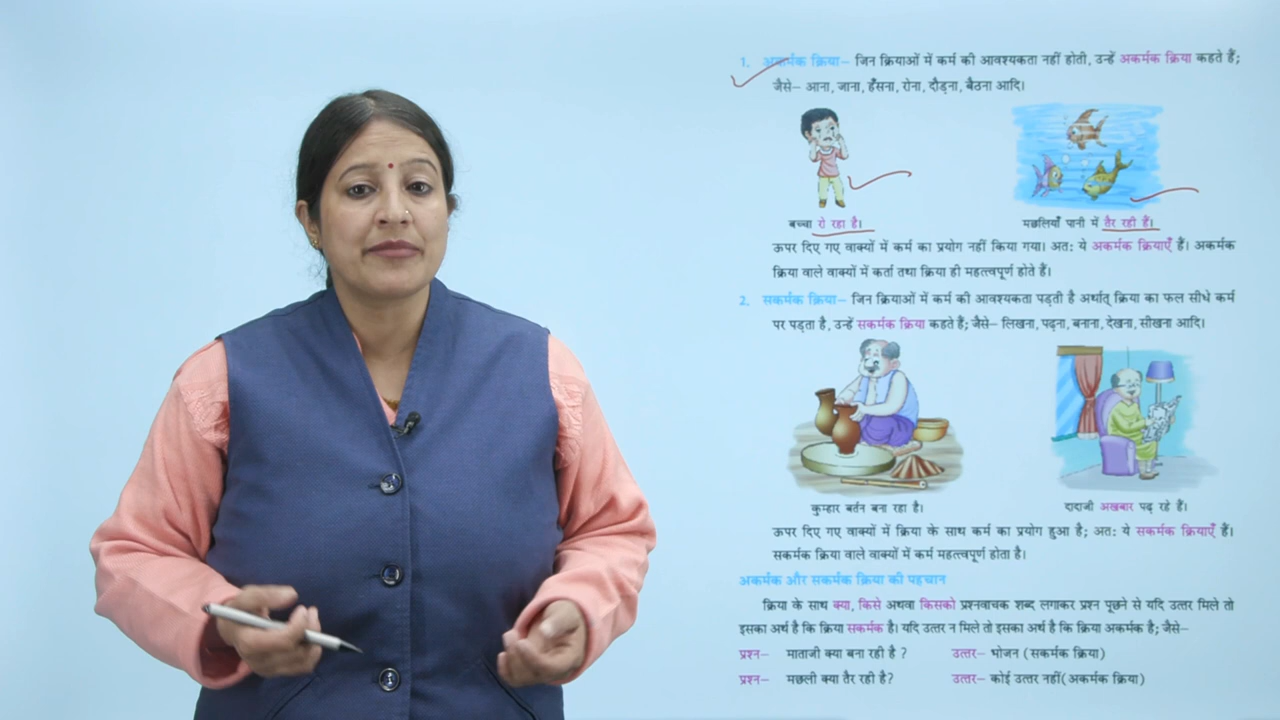 1. अकर्मक क्रिया– जिन क्रियाओं में कर्म की आवश्यकता नहीं होती, उन्हें अकर्मक क्रिया कहते हैं;
जैसे– आना, जाना, हँसना, रोना, दौड़ना, बैठना आदि।
बच्चा रो रहा है।
मछलियाँ पानी में तैर रही हैं।
ऊपर दिए गए वाक्यों में कर्म का प्रयोग नहीं किया गया। अत: ये अकर्मक क्रियाएँ हैं। अकर्मक
क्रिया वाले वाक्यों में कर्ता तथा क्रिया ही महत्त्वपूर्ण होते हैं।
2. सकर्मक क्रिया– जिन क्रियाओं में कर्म की आवश्यकता पड़ती है अर्थात् क्रिया का फल सीधे कर्म
पर पड़ता है, उन्हें सकर्मक क्रिया कहते हैं; जैसे– लिखना, पढ़ना, बनाना, देखना, सीखना आदि।
कुम्हार बर्तन बना रहा है।
दादाजी अखबार पढ़ रहे हैं।
ऊपर दिए गए वाक्यों में क्रिया के साथ कर्म का प्रयोग हुआ है; अत: ये सकर्मक क्रियाएँ हैं।
सकर्मक क्रिया वाले वाक्यों में कर्म महत्त्वपूर्ण होता है।
अकर्मक और सकर्मक क्रिया की पहचान
क्रिया के साथ क्या, किसे अथवा किसको प्रश्नवाचक शब्द लगाकर प्रश्न पूछने से यदि उत्तर मिले तो
इसका अर्थ है कि क्रिया सकर्मक है। यदि उत्तर न मिले तो इसका अर्थ है कि क्रिया अकर्मक है; जैसे–
प्रश्न– माताजी क्या बना रही है ? उत्तर– भोजन (सकर्मक क्रिया)
प्रश्न– मछली क्या तैर रही है? उत्तर– कोई उत्तर नहीं(अकर्मक क्रिया)